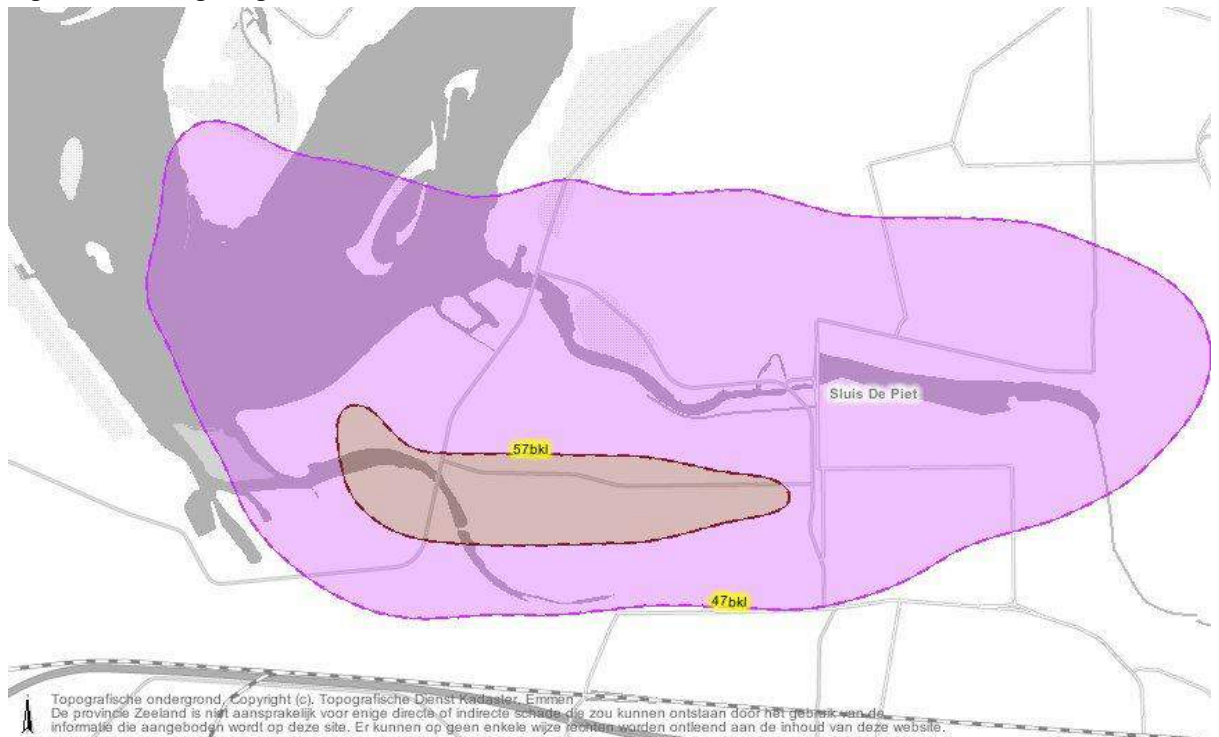 Sluis De Piet
57bkl
47bkl
Topografische ondergrond, Copyright (c). Topografische Dienst Kadaster, Emmen
De provincie Zeeland is niet aansprakelijk voor enige directe of indirecte schade die zou kunnen ontstaan door het gebruik van de
informatie die aangeboden wordt op deze site. Er kunnen op geen enkele wijze rechten worden ontleend aan de inhoud van deze website.